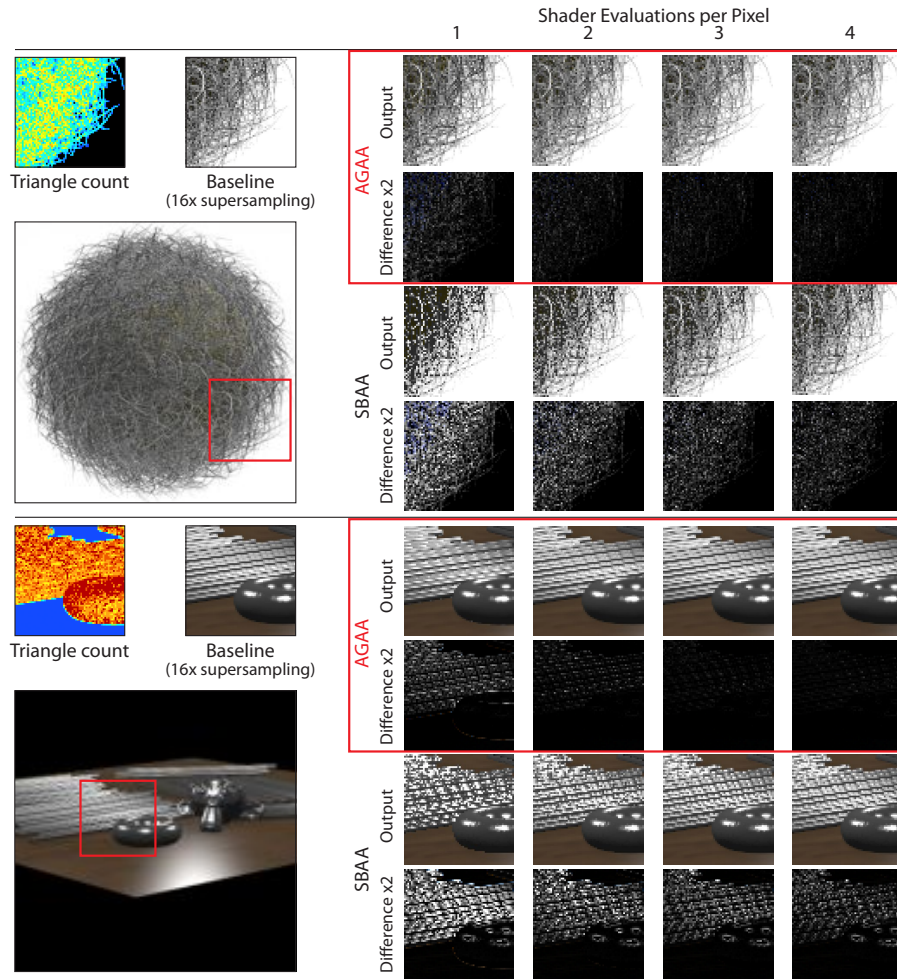 Shader Evaluations per Pixel
1 2 3 4
Triangle count
Baseline
(16x supersampling)
AGAA
Output
Difference x2
SBAA
Output
Difference x2
Triangle count
Baseline
(16x supersampling)
AGAA
Output
Difference x2
SBAA
Output
Difference x2